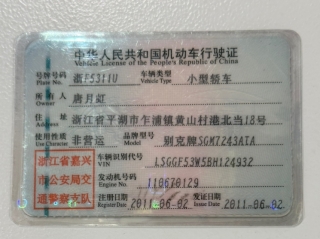 中华人民共和国机动车行驶证
Vehicle License of the People's Republic of China
号牌号码 浙F5311U 车辆类型 小型轿车
Plate No. Vehicle Type
所有人 唐月虹
Owner
住址 浙江省平湖市乍浦镇黄山村港北当18号
Address
使用性质 非营运 品牌型号 别克牌SGM7243ATA
Use Character Model
浙江省嘉兴 车辆识别代号 LSGGF53W5BH124932
VIN
市公安局交 发动机号码 110670129
Engine No.
通警察支队 注册日期 2011-06-02 发证日期 2011-06-02
Register Date Issue Date